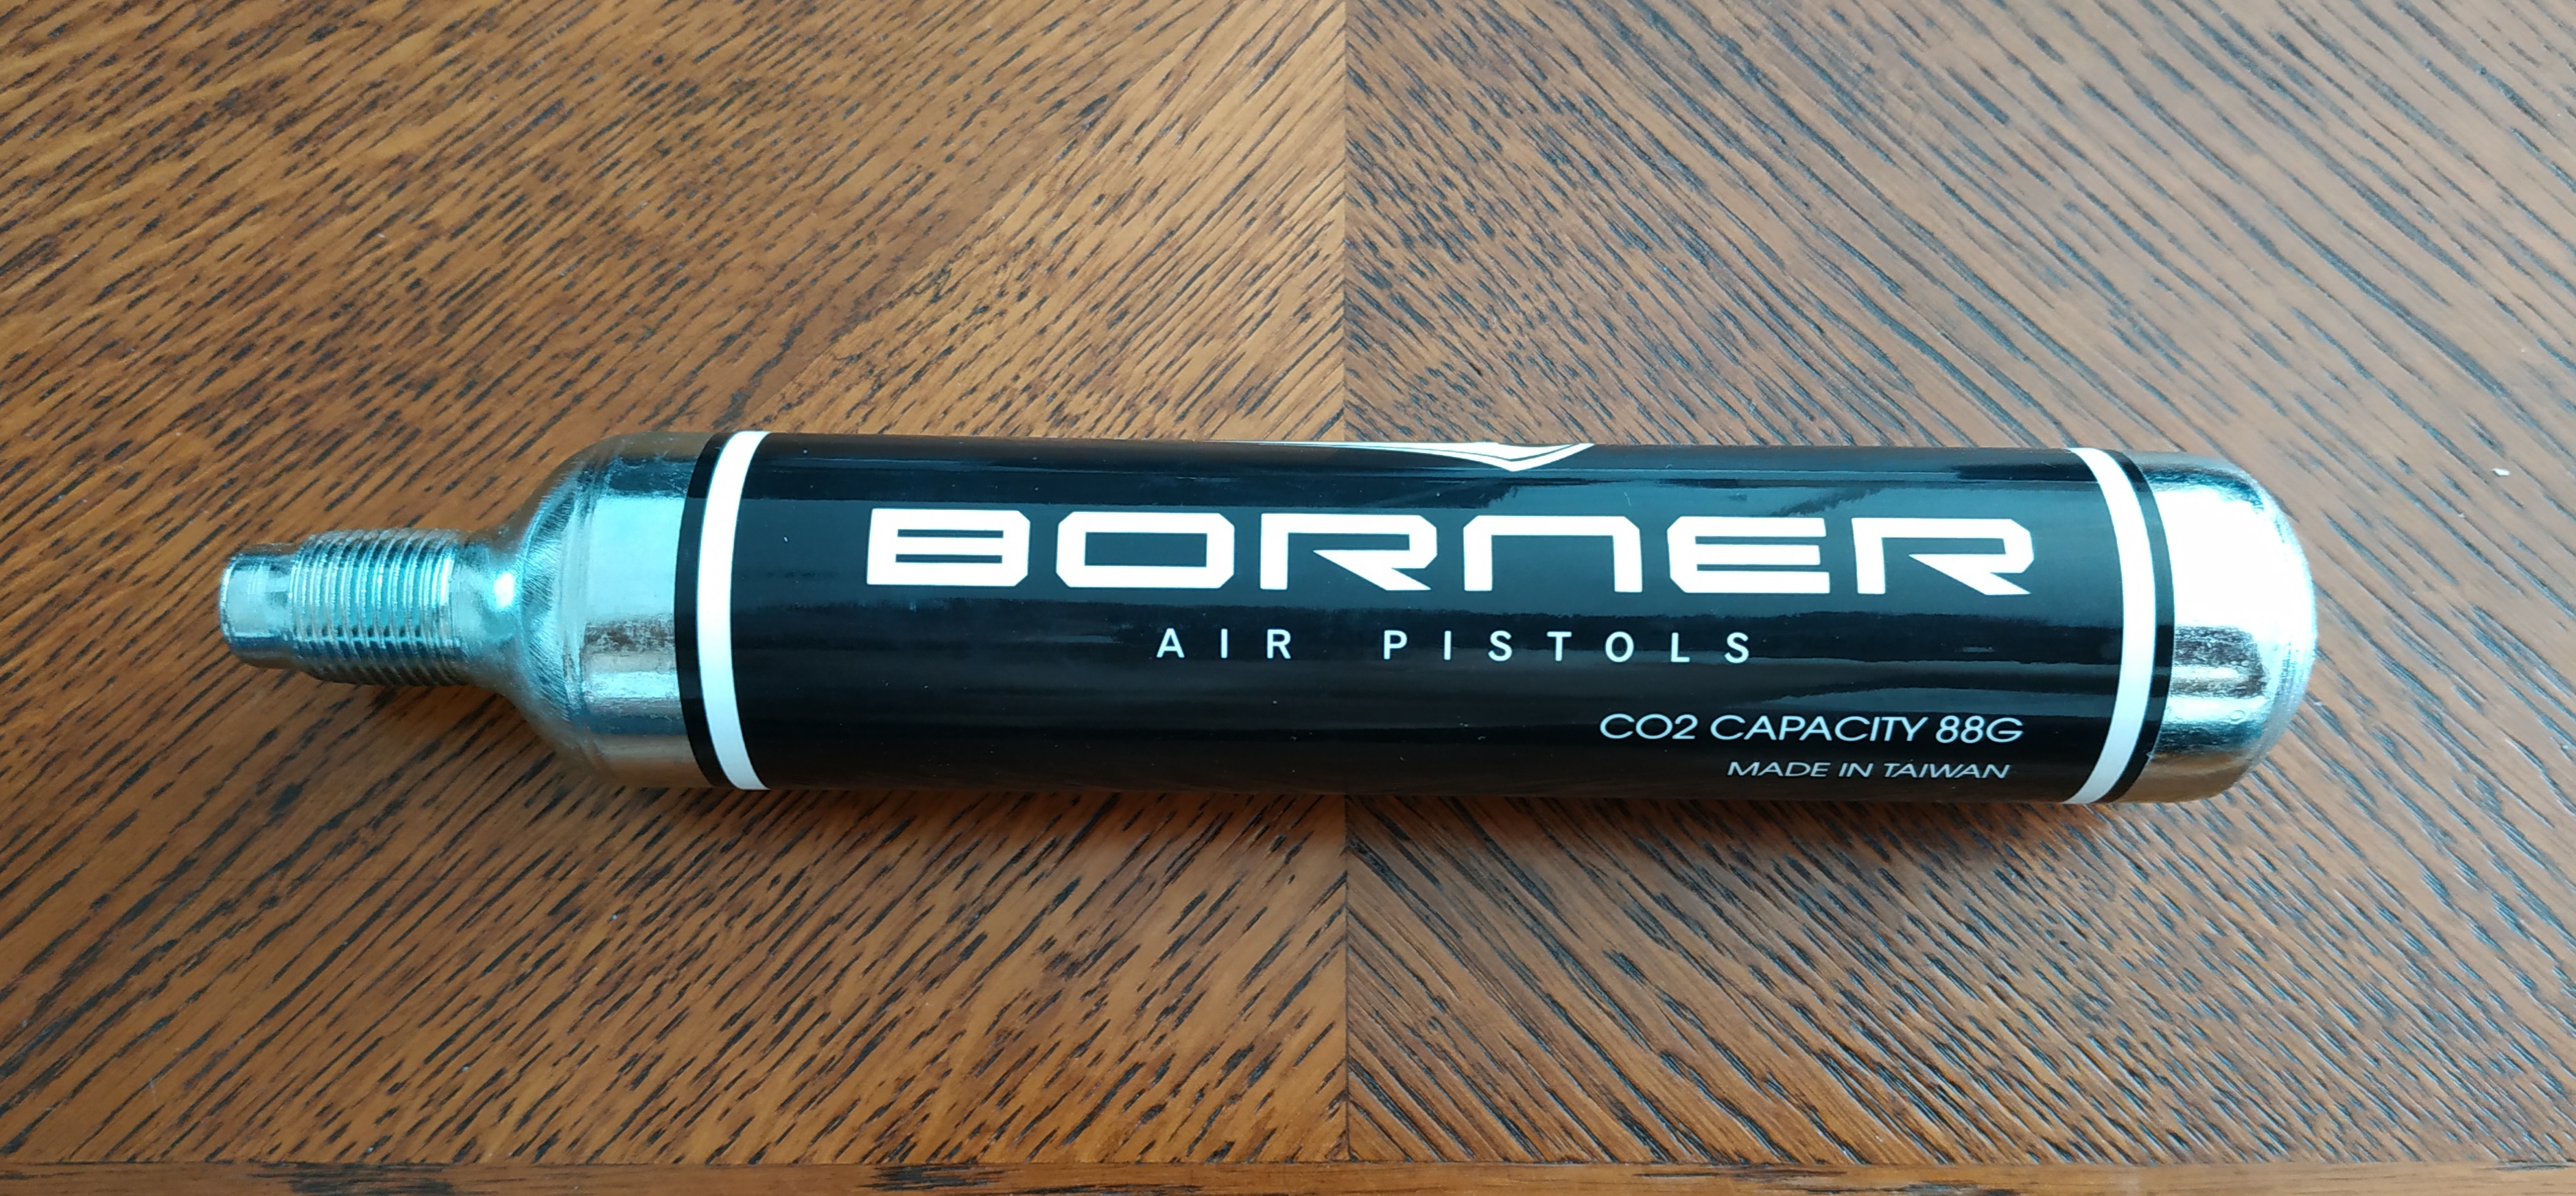 BORNER
AIR PISTOLS
CO2 CAPACITY 88G
MADE IN TAIWAN